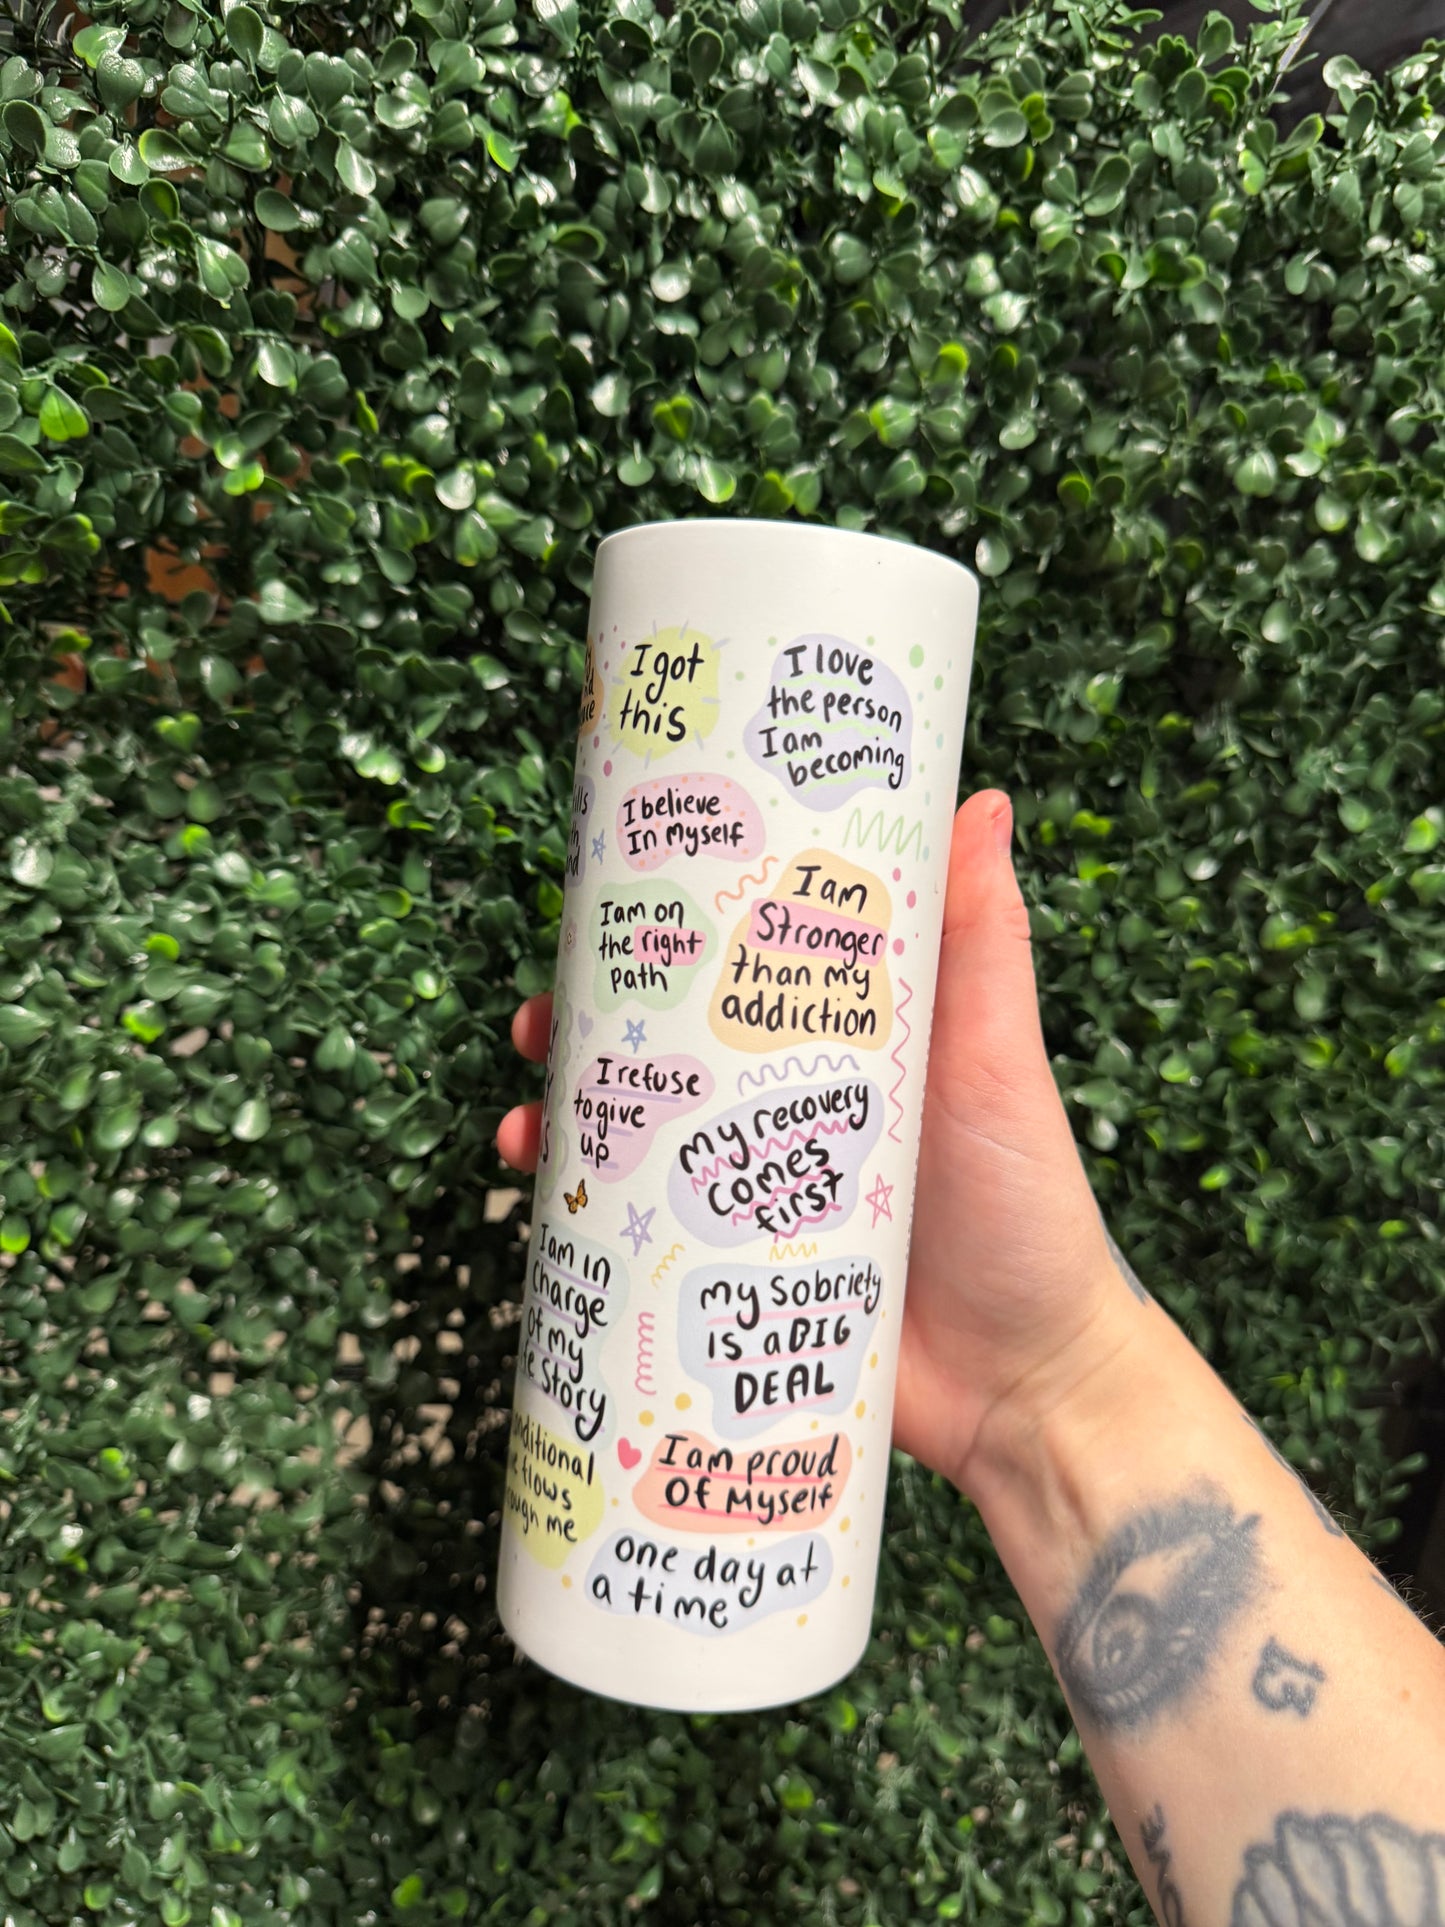 I got
this
I love
the person
I am
becoming
I believe
In Myself
I am on
the right
path
I am
Stronger
than my
addiction
I refuse
to give
up
my recovery
comes
first
I am in
charge
of my
Story
my sobriety
is a BIG
DEAL
flows
me
I am proud
Of Myself
one day at
a time
13